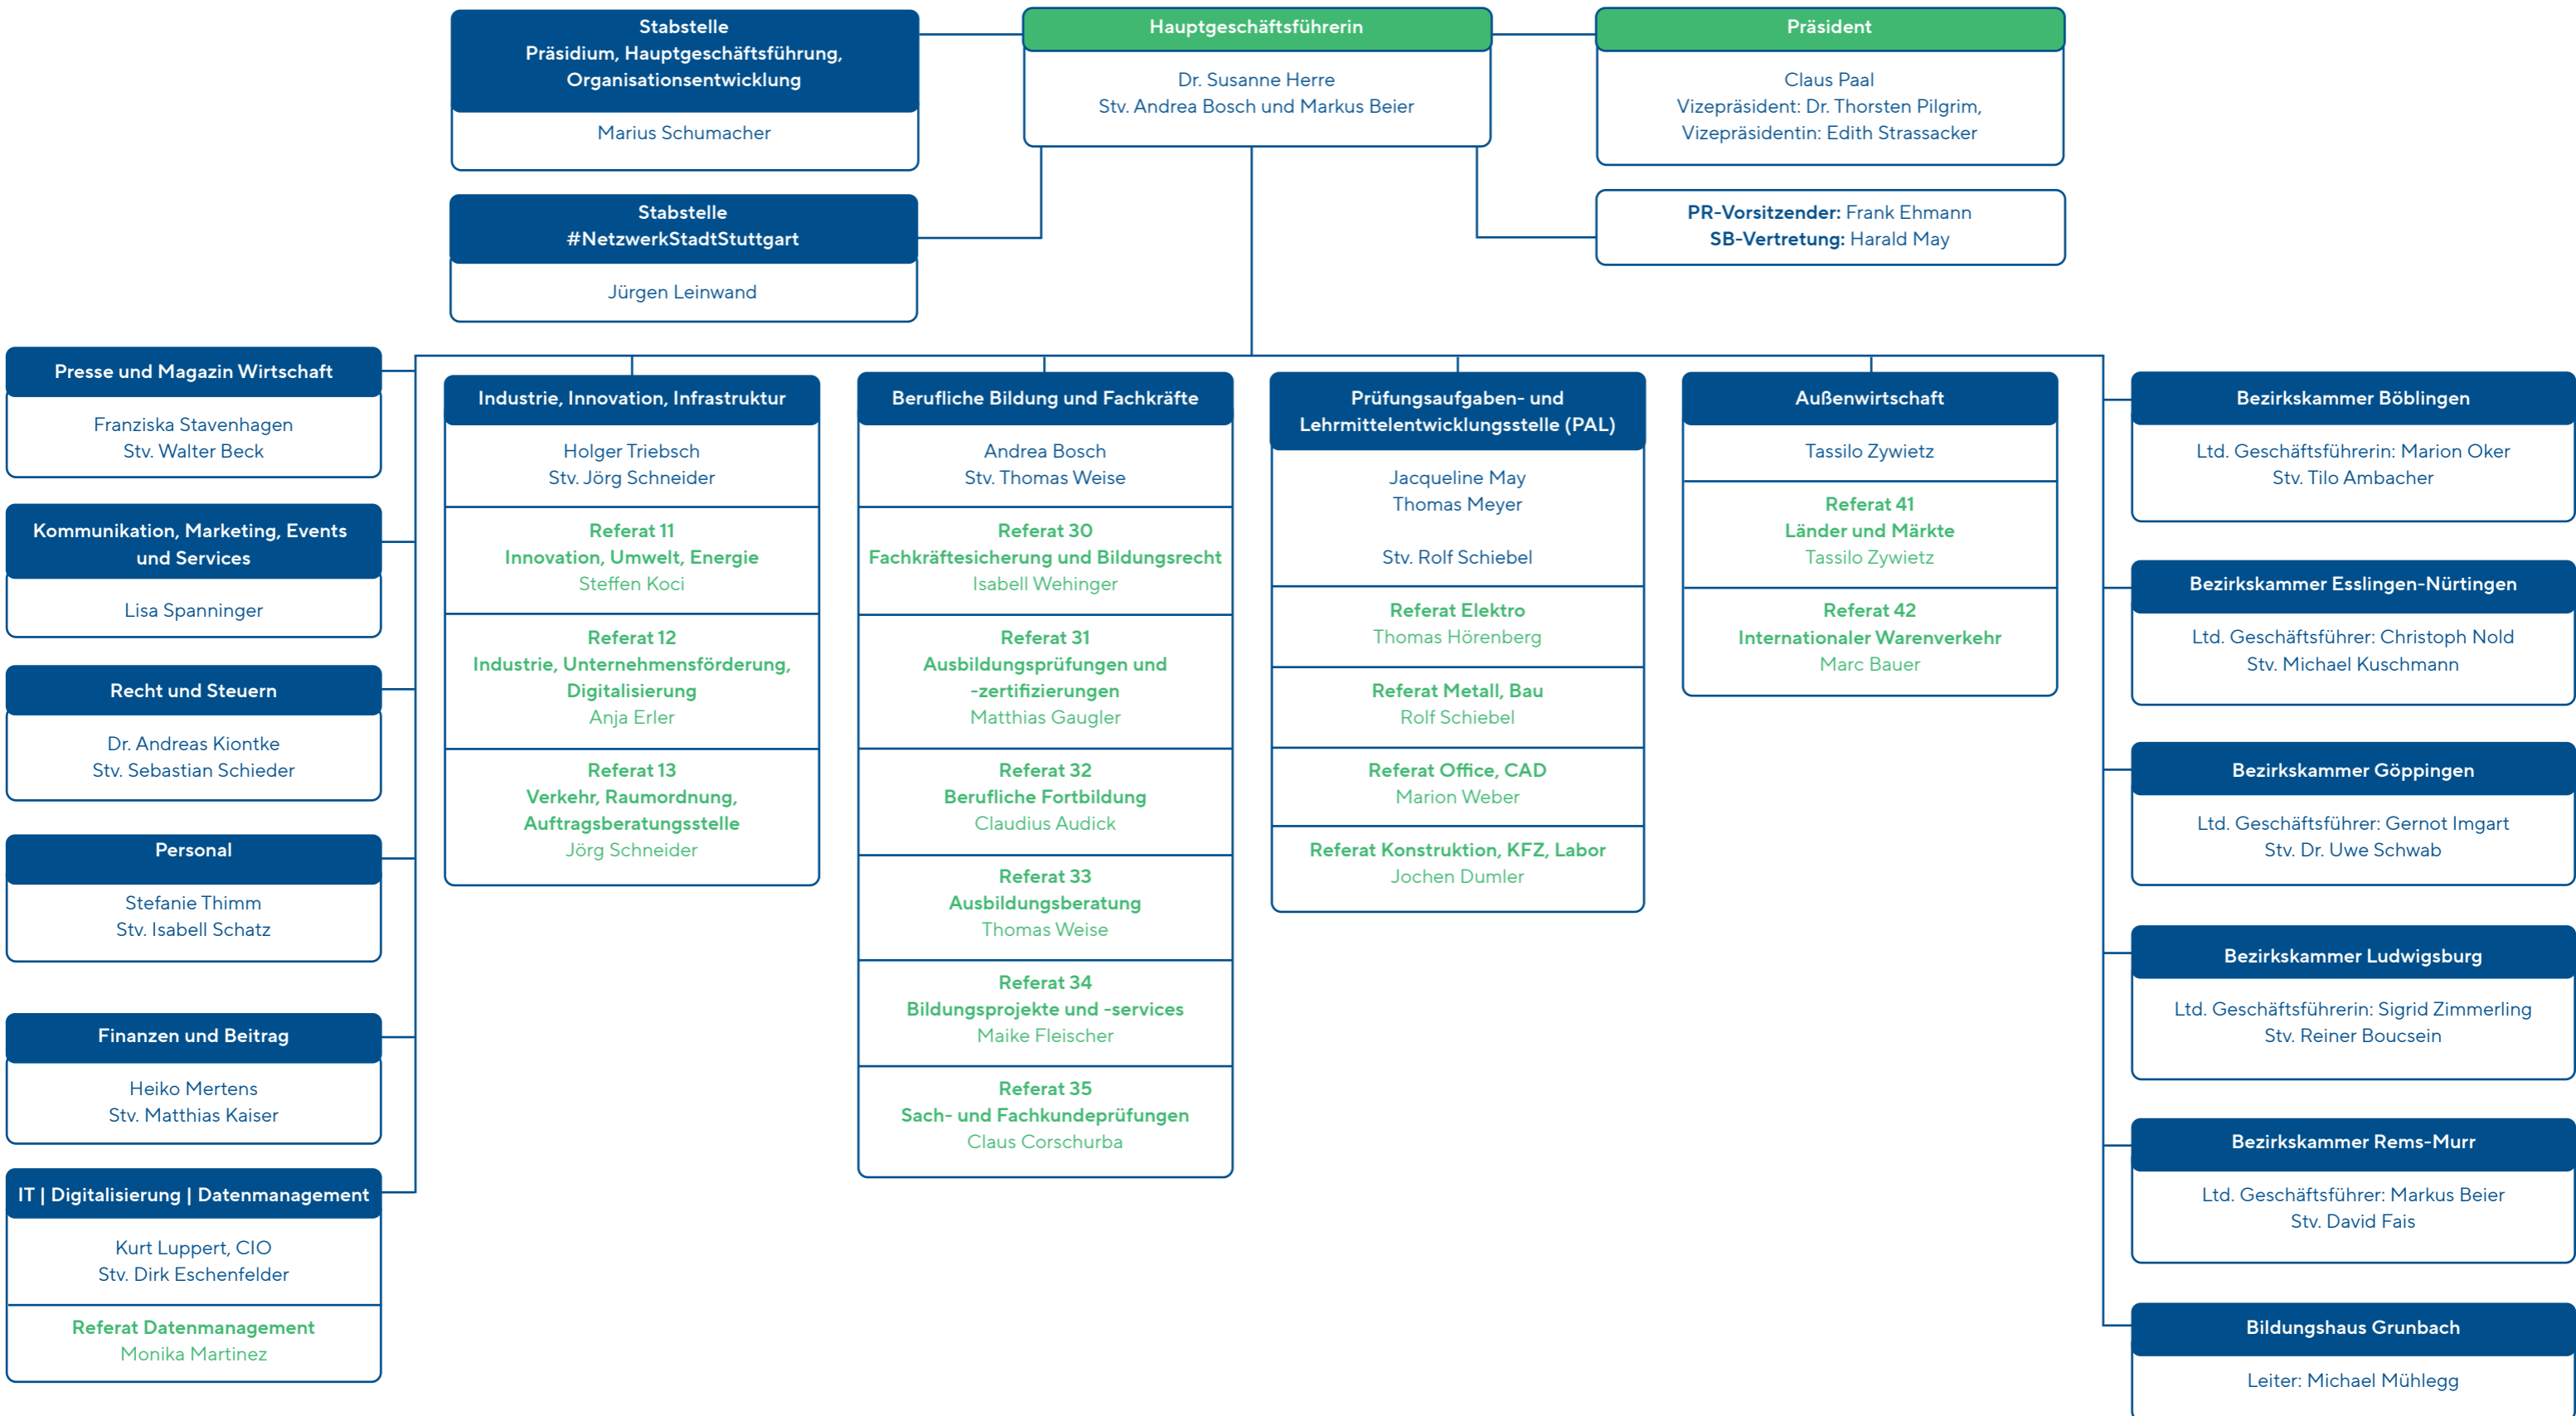 Stabstelle
Präsidium, Hauptgeschäftsführung,
Organisationsentwicklung
Marius Schumacher
Hauptgeschäftsführerin
Dr. Susanne Herre
Stv. Andrea Bosch und Markus Beier
Präsident
Claus Paal
Vizepräsident: Dr. Thorsten Pilgrim,
Vizepräsidentin: Edith Strassacker
Stabstelle
#NetzwerkStadtStuttgart
Jürgen Leinwand
PR-Vorsitzender: Frank Ehmann
SB-Vertretung: Harald May
Presse und Magazin Wirtschaft
Franziska Stavenhagen
Stv. Walter Beck
Kommunikation, Marketing, Events
und Services
Lisa Spanninger
Recht und Steuern
Dr. Andreas Kiontke
Stv. Sebastian Schieder
Personal
Stefanie Thimm
Stv. Isabell Schatz
Finanzen und Beitrag
Heiko Mertens
Stv. Matthias Kaiser
IT | Digitalisierung | Datenmanagement
Kurt Luppert, CIO
Stv. Dirk Eschenfelder
Referat Datenmanagement
Monika Martinez
Industrie, Innovation, Infrastruktur
Holger Triebsch
Stv. Jörg Schneider
Referat 11
Innovation, Umwelt, Energie
Steffen Koci
Referat 12
Industrie, Unternehmensförderung,
Digitalisierung
Anja Erler
Referat 13
Verkehr, Raumordnung,
Auftragsberatungsstelle
Jörg Schneider
Berufliche Bildung und Fachkräfte
Andrea Bosch
Stv. Thomas Weise
Referat 30
Fachkräftesicherung und Bildungsrecht
Isabell Wehinger
Referat 31
Ausbildungsprüfungen und
-zertifizierungen
Matthias Gaugler
Referat 32
Berufliche Fortbildung
Claudius Audick
Referat 33
Ausbildungsberatung
Thomas Weise
Referat 34
Bildungsprojekte und -services
Maike Fleischer
Referat 35
Sach- und Fachkundeprüfungen
Claus Corschurba
Prüfungsaufgaben- und
Lehrmittelentwicklungsstelle (PAL)
Jacqueline May
Thomas Meyer
Stv. Rolf Schiebel
Referat Elektro
Thomas Hörenberg
Referat Metall, Bau
Rolf Schiebel
Referat Office, CAD
Marion Weber
Referat Konstruktion, KFZ, Labor
Jochen Dumler
Außenwirtschaft
Tassilo Zywietz
Referat 41
Länder und Märkte
Tassilo Zywietz
Referat 42
Internationaler Warenverkehr
Marc Bauer
Bezirkskammer Böblingen
Ltd. Geschäftsführerin: Marion Oker
Stv. Tilo Ambacher
Bezirkskammer Esslingen-Nürtingen
Ltd. Geschäftsführer: Christoph Nold
Stv. Michael Kuschmann
Bezirkskammer Göppingen
Ltd. Geschäftsführer: Gernot Imgart
Stv. Dr. Uwe Schwab
Bezirkskammer Ludwigsburg
Ltd. Geschäftsführerin: Sigrid Zimmerling
Stv. Reiner Boucsein
Bezirkskammer Rems-Murr
Ltd. Geschäftsführer: Markus Beier
Stv. David Fais
Bildungshaus Grunbach
Leiter: Michael Mühlegg